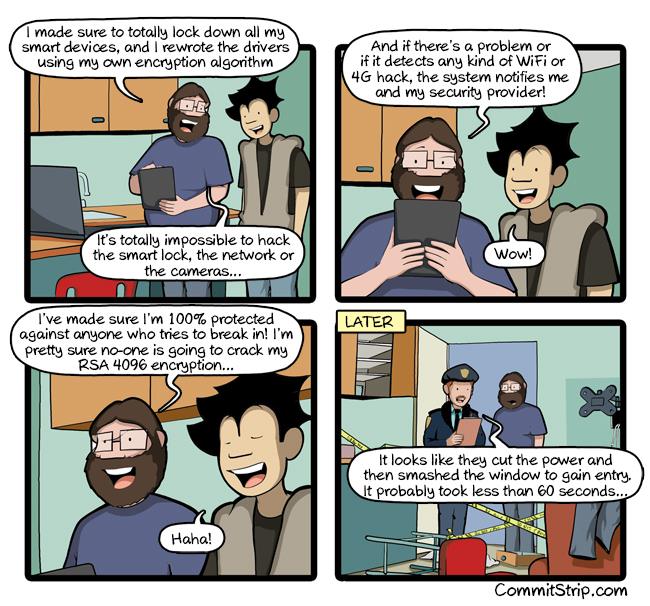 I made sure to totally lock down all my
smart devices, and I rewrote the drivers
using my own encryption algorithm
It's totally impossible to hack
the smart lock, the network or
the cameras...
And if there's a problem or
if it detects any kind of WiFi or
4G hack, the system notifies me
and my security provider!
Wow!
I've made sure I'm 100% protected
against anyone who tries to break in! I'm
pretty sure no-one is going to crack my
RSA 4096 encryption...
Haha!
LATER
It looks like they cut the power and
then smashed the window to gain entry.
It probably took less than 60 seconds...
CommitStrip.com